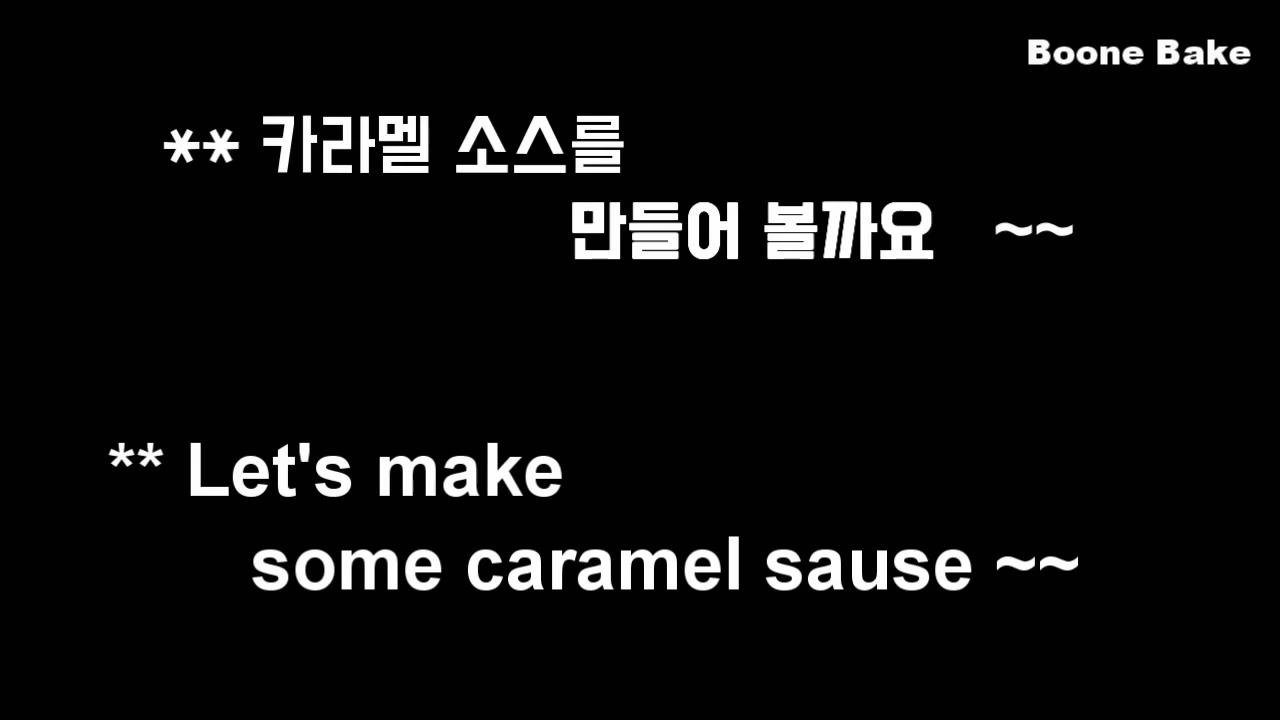 Boone Bake
** 카라멜 소스를
만들어 볼까요 ~~
** Let's make
some caramel sause ~~